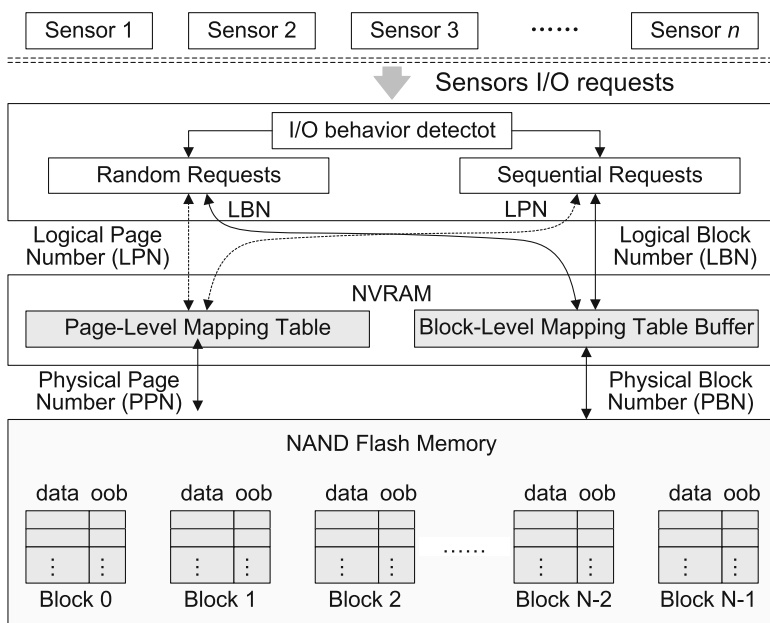 Sensor 1
Sensor 2
Sensor 3
······
Sensor n
Sensors I/O requests
I/O behavior detectot
Random Requests
Sequential Requests
LBN
LPN
Logical Page
Number (LPN)
Logical Block
Number (LBN)
NVRAM
Page-Level Mapping Table
Block-Level Mapping Table Buffer
Physical Page
Number (PPN)
Physical Block
Number (PBN)
NAND Flash Memory
data oob
data oob
data oob
data oob
data oob
······
Block 0
Block 1
Block 2
Block N-2
Block N-1